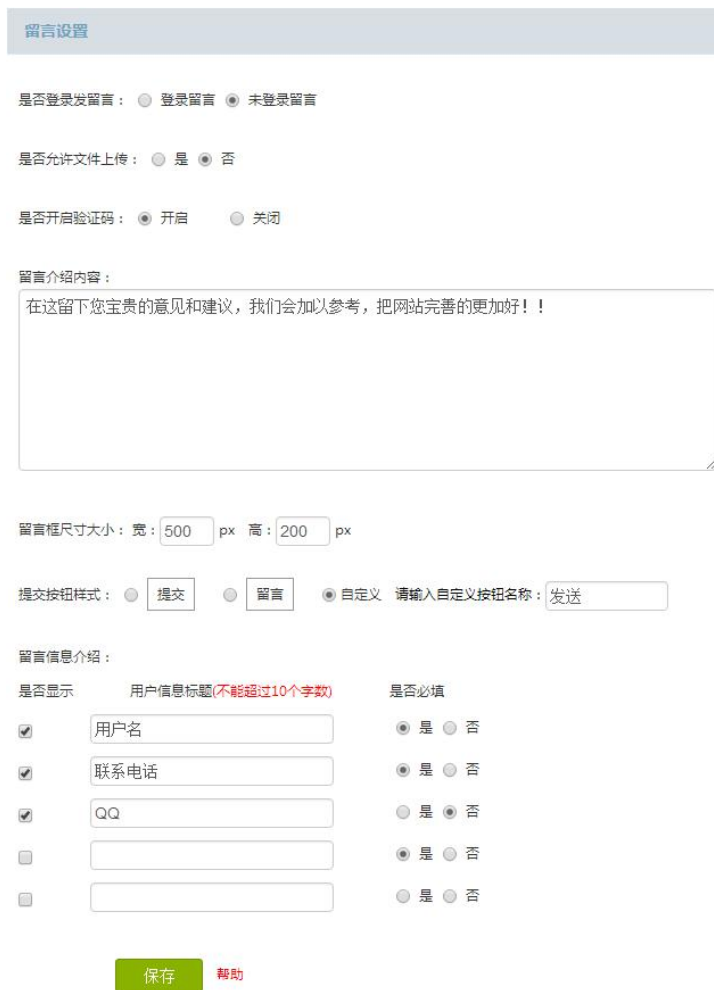 留言设置
是否登录发留言： 登录留言 未登录留言
是否允许文件上传： 是 否
是否开启验证码： 开启 关闭
留言介绍内容：
在这留下您宝贵的意见和建议，我们会加以参考，把网站完善的更加好！！
留言框尺寸大小：宽：500 px 高：200 px
提交按钮样式： 提交 留言 自定义 请输入自定义按钮名称：发送
留言信息介绍：
是否显示 用户信息标题(不能超过10个字数) 是否必填
用户名 是 否
联系电话 是 否
QQ 是 否
是 否
是 否
保存 帮助